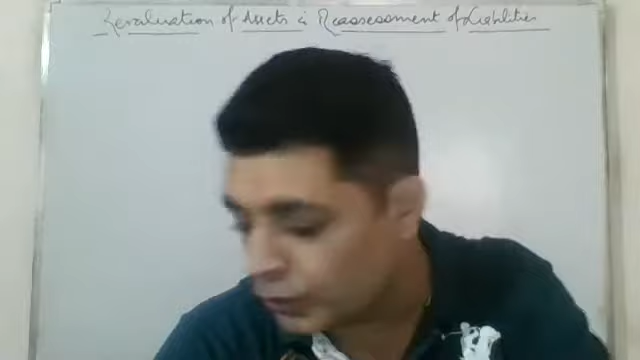 Revaluation of Assets & Reassessment of Liabilities